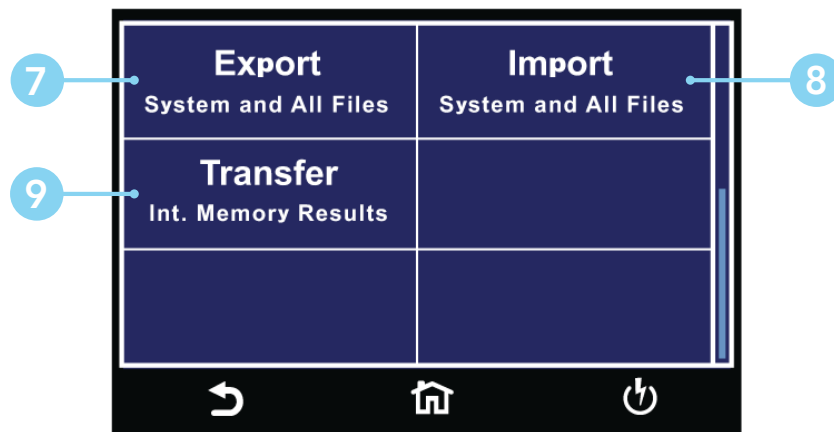 Export
Import
7
System and All Files
System and All Files
8
Transfer
9
Int. Memory Results